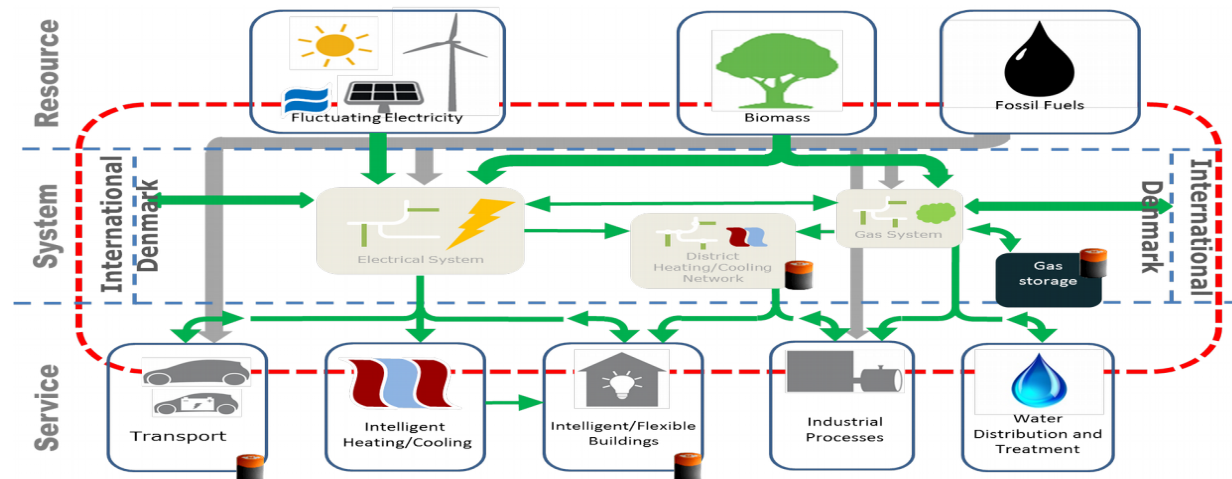 Resource
Fluctuating Electricity
Biomass
Fossil Fuels
System
International
Denmark
Electrical System
District
Heating/Cooling
Network
Gas System
Gas
storage
Denmark
International
Service
Transport
Intelligent
Heating/Cooling
Intelligent/Flexible
Buildings
Industrial
Processes
Water
Distribution and
Treatment